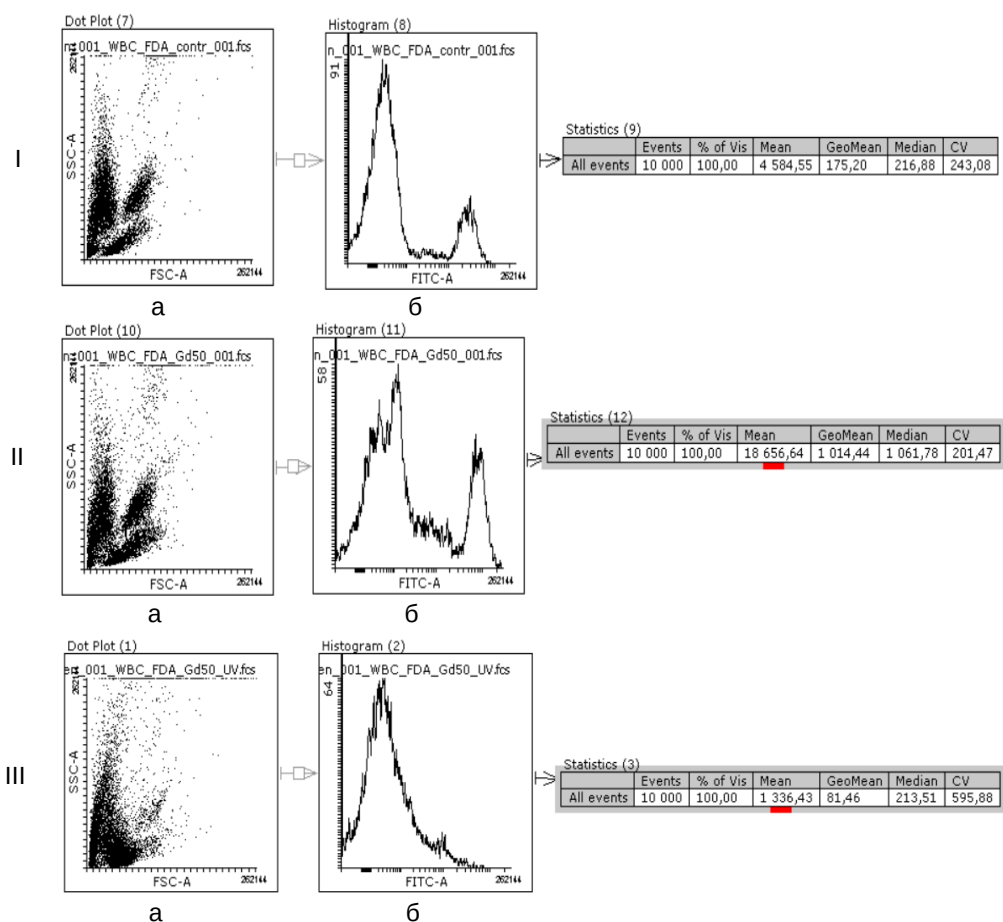 I
Dot Plot (7)
n_001_WBC_FDA_contr_001.fcs
SSC-A
FSC-A
262144
а
Histogram (8)
n_001_WBC_FDA_contr_001.fcs
91
FITC-A
262144
б
Statistics (9)
Events % of Vis Mean GeoMean Median CV
All events 10 000 100,00 4 584,55 175,20 216,88 243,08
II
Dot Plot (10)
001_WBC_FDA_Gd50_001.fcs
SSC-A
FSC-A
262144
а
Histogram (11)
n_001_WBC_FDA_Gd50_001.fcs
58
FITC-A
262144
б
Statistics (12)
Events % of Vis Mean GeoMean Median CV
All events 10 000 100,00 18 656,64 1 014,44 1 061,78 201,47
III
Dot Plot (1)
_001_WBC_FDA_Gd50_UV.fcs
SSC-A
FSC-A
262144
а
Histogram (2)
en_001_WBC_FDA_Gd50_UV.fcs
64
FITC-A
262144
б
Statistics (3)
Events % of Vis Mean GeoMean Median CV
All events 10 000 100,00 1 336,43 81,46 213,51 595,88